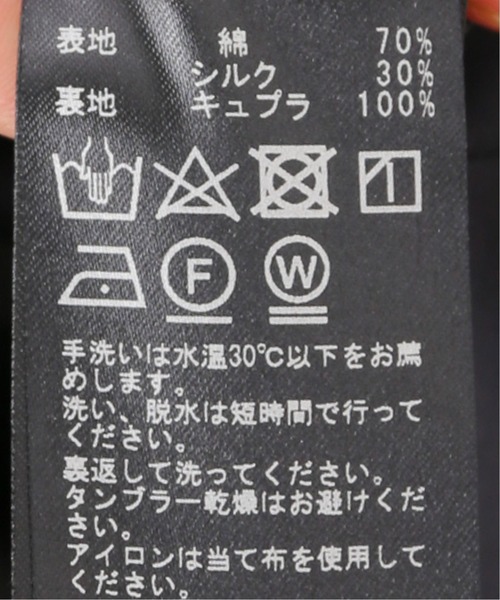 表地 綿 70%
シルク 30%
裏地 キュプラ 100%
F W
手洗いは水温30℃以下をお薦
めします。
洗い、脱水は短時間で行って
ください。
裏返して洗ってください。
タンブラー乾燥はお避けくだ
さい。
アイロンは当て布を使用して
ください。